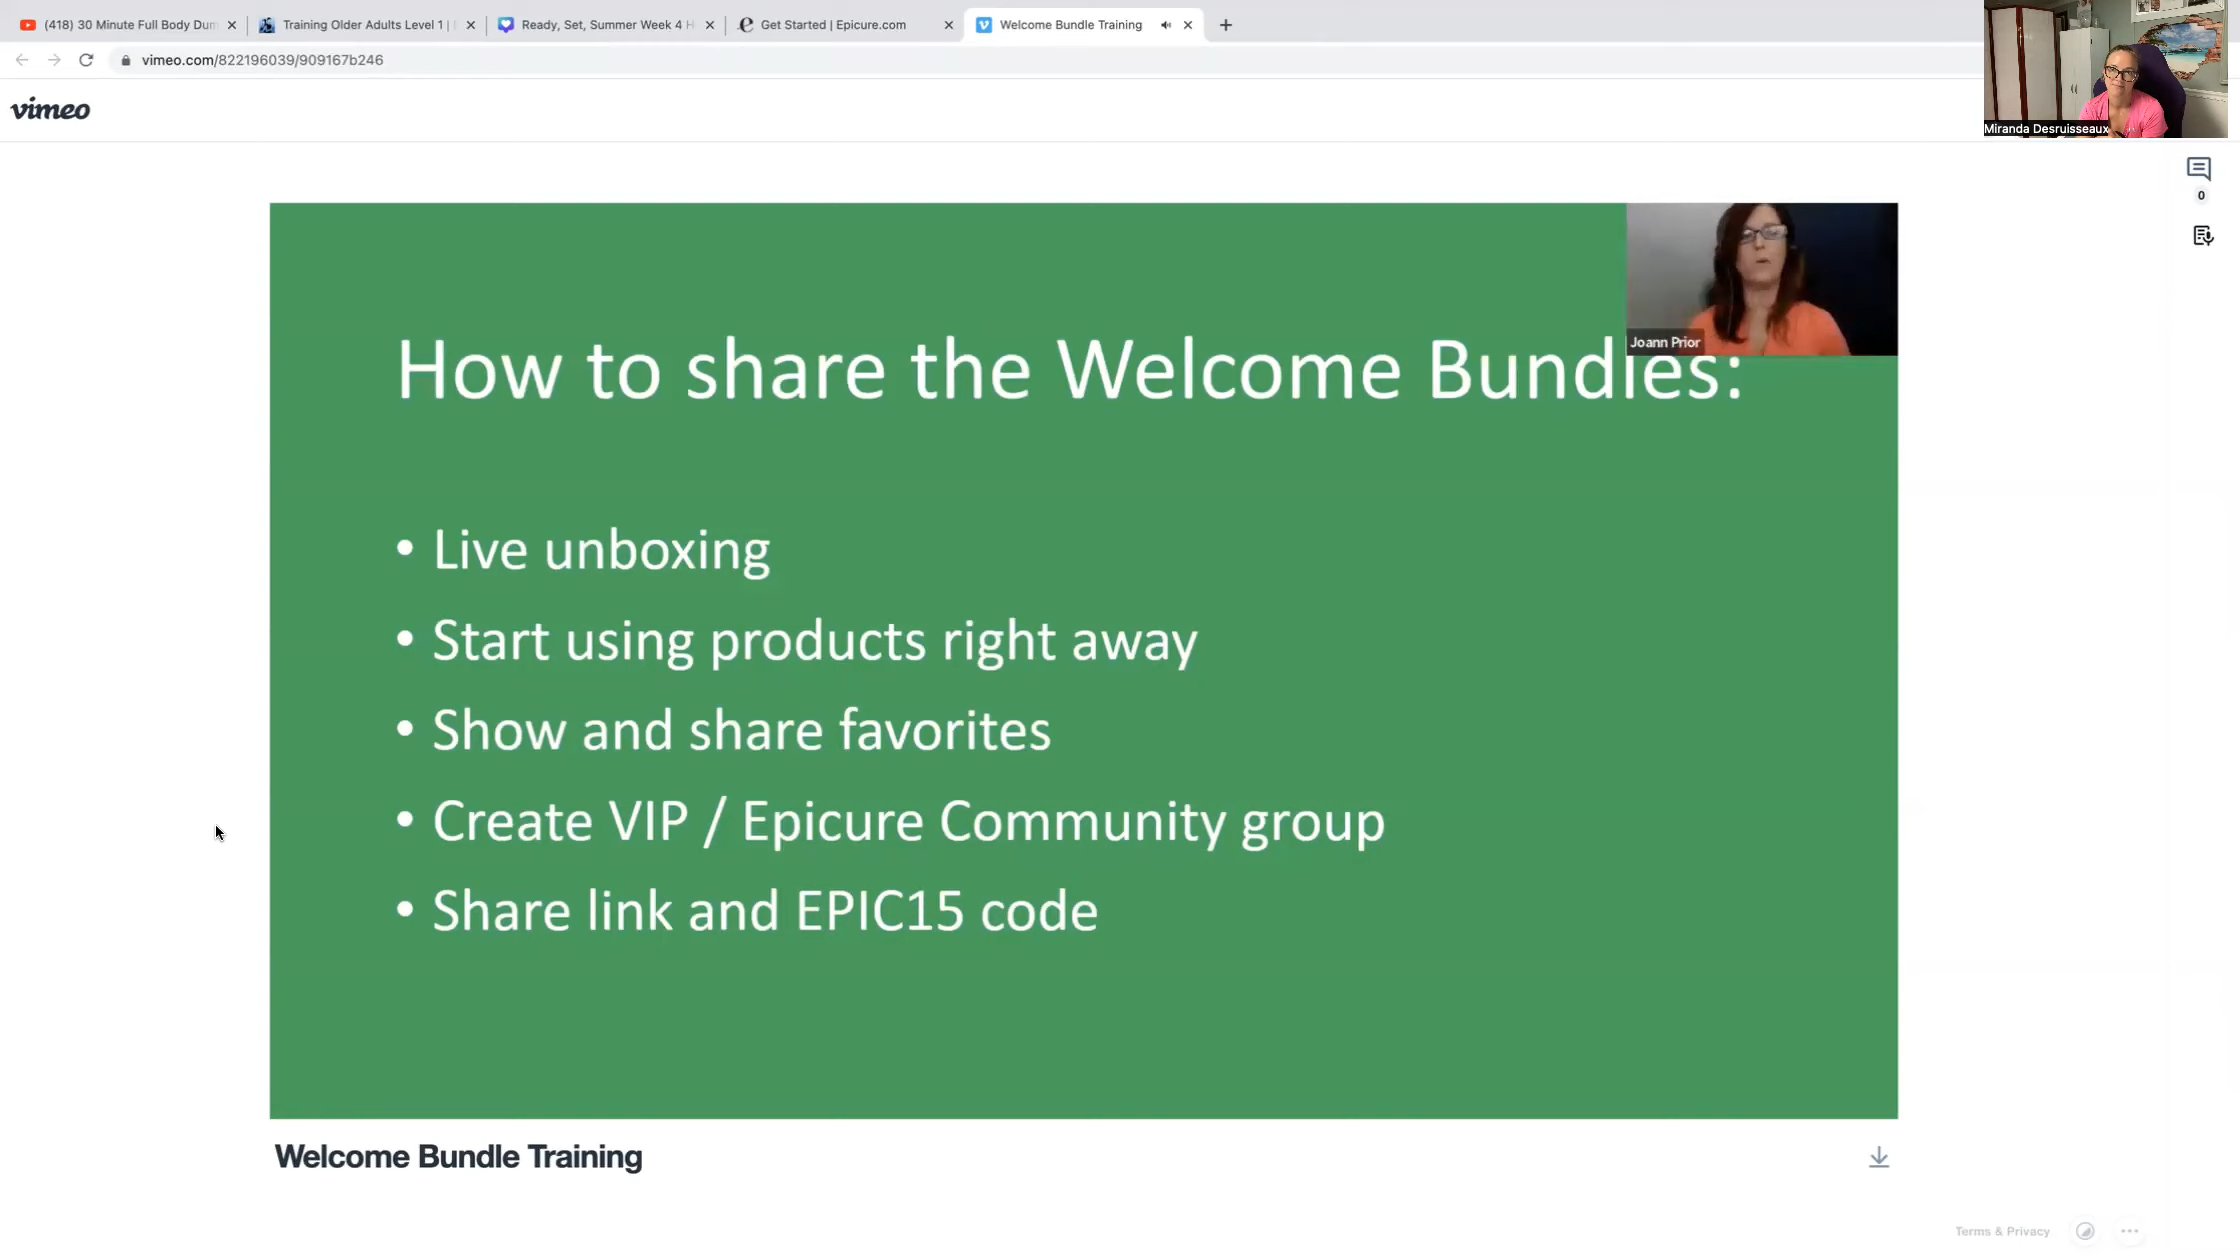 (418) 30 Minute Full Body Dum
Training Older Adults Level 1 |
Ready, Set, Summer Week 4 H
Get Started | Epicure.com
Welcome Bundle Training
vimeo.com/822196039/909167b246
vimeo
Miranda Desruisseaux
0
Joann Prior
How to share the Welcome Bundles:
• Live unboxing
• Start using products right away
• Show and share favorites
• Create VIP / Epicure Community group
• Share link and EPIC15 code
Welcome Bundle Training
Terms & Privacy